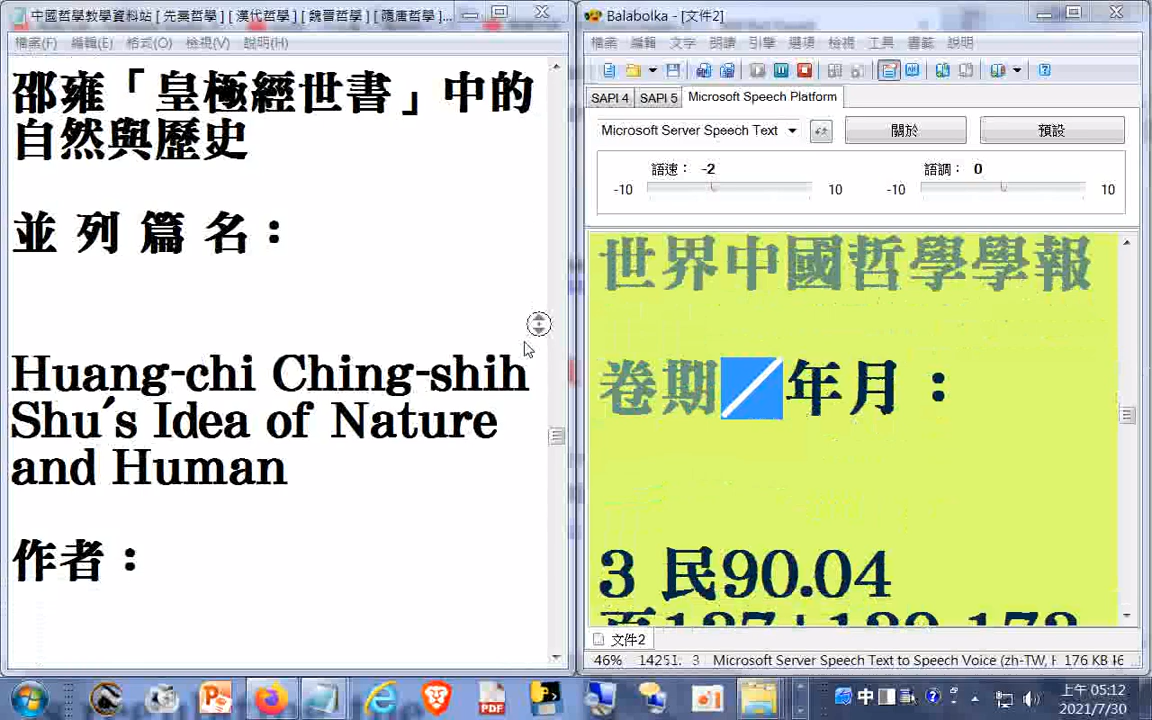 中國哲學教學資料站 [ 先秦哲學 ] [ 漢代哲學 ] [ 魏晉哲學 ] [ 隋唐哲學 ]...
檔案(F) 編輯(E) 格式(O) 檢視(V) 說明(H)
邵雍「皇極經世書」中的
自然與歷史
並 列 篇 名：
Huang-chi Ching-shih
Shu's Idea of Nature
and Human
作者：
Balabolka - [文件2]
檔案 編輯 文字 朗讀 引擎 選項 檢視 工具 書籤 說明
SAPI 4 SAPI 5 Microsoft Speech Platform
Microsoft Server Speech Text 關於 預設
語速： -2 語調： 0
-10 10 -10 10
世界中國哲學學報
卷期／年月：
3 民90.04
文件2
46% 14251. 3 Microsoft Server Speech Text to Speech Voice (zh-TW, H 176 KB
PDF
中
上午 05:12
2021/7/30